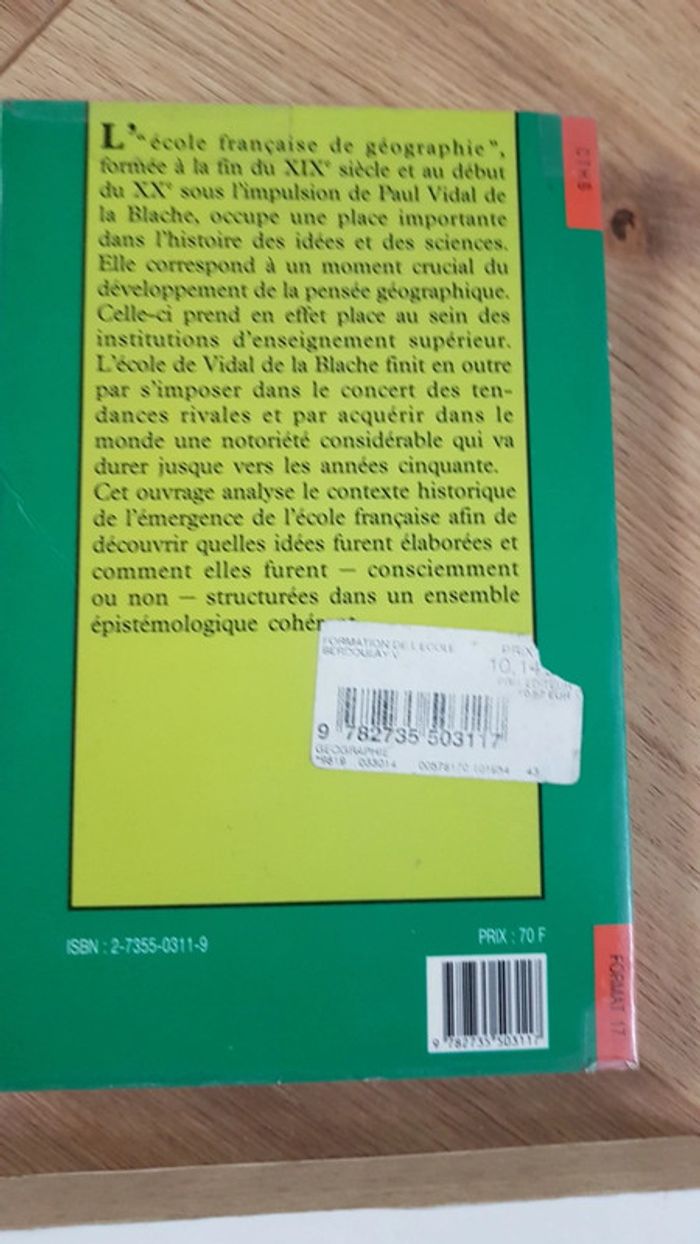 L'"école française de géographie",
formée à la fin du XIXe siècle et au début
du XXe sous l'impulsion de Paul Vidal de
la Blache, occupe une place importante
dans l'histoire des idées et des sciences.
Elle correspond à un moment crucial du
développement de la pensée géographique.
Celle-ci prend en effet place au sein des
institutions d'enseignement supérieur.
L'école de Vidal de la Blache finit en outre
par s'imposer dans le concert des ten-
dances rivales et par acquérir dans le
monde une notoriété considérable qui va
durer jusque vers les années cinquante.
Cet ouvrage analyse le contexte historique
de l'émergence de l'école française afin de
découvrir quelles idées furent élaborées et
comment elles furent — consciemment
ou non — structurées dans un ensemble
épistémologique
FORMATION DE L'ECOLE
BERDOULAY V
PRIX
10,14
9 782735 503117
GEOGRAPHIE
ISBN : 2-7355-0311-9
PRIX : 70 F
9 782735 503117
CTHS
FORMAT 17